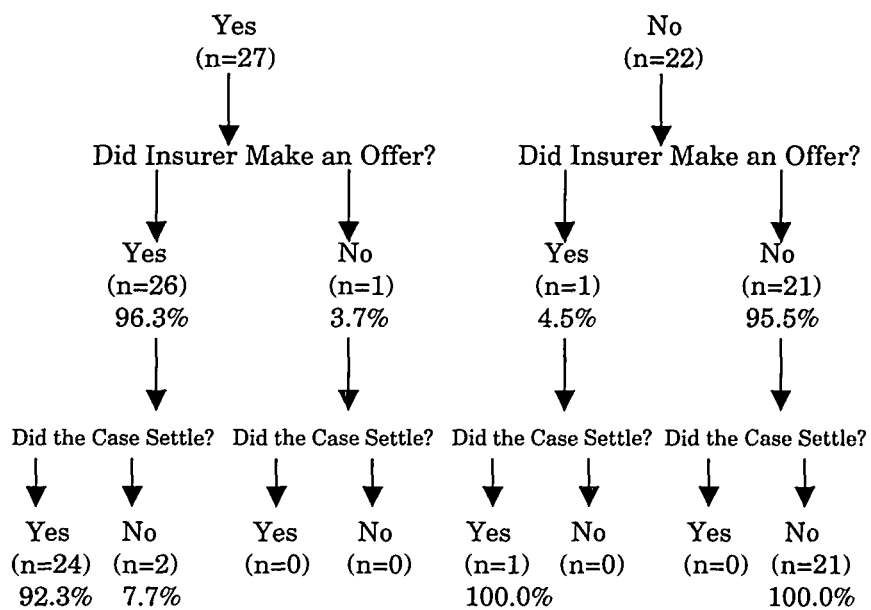 Yes No
(n=27) (n=22)
Did Insurer Make an Offer? Did Insurer Make an Offer?
Yes No Yes No
(n=26) (n=1) (n=1) (n=21)
96.3% 3.7% 4.5% 95.5%
Did the Case Settle? Did the Case Settle? Did the Case Settle? Did the Case Settle?
Yes No Yes No Yes No Yes No
(n=24) (n=2) (n=0) (n=0) (n=1) (n=0) (n=0) (n=21)
92.3% 7.7% 100.0% 100.0%